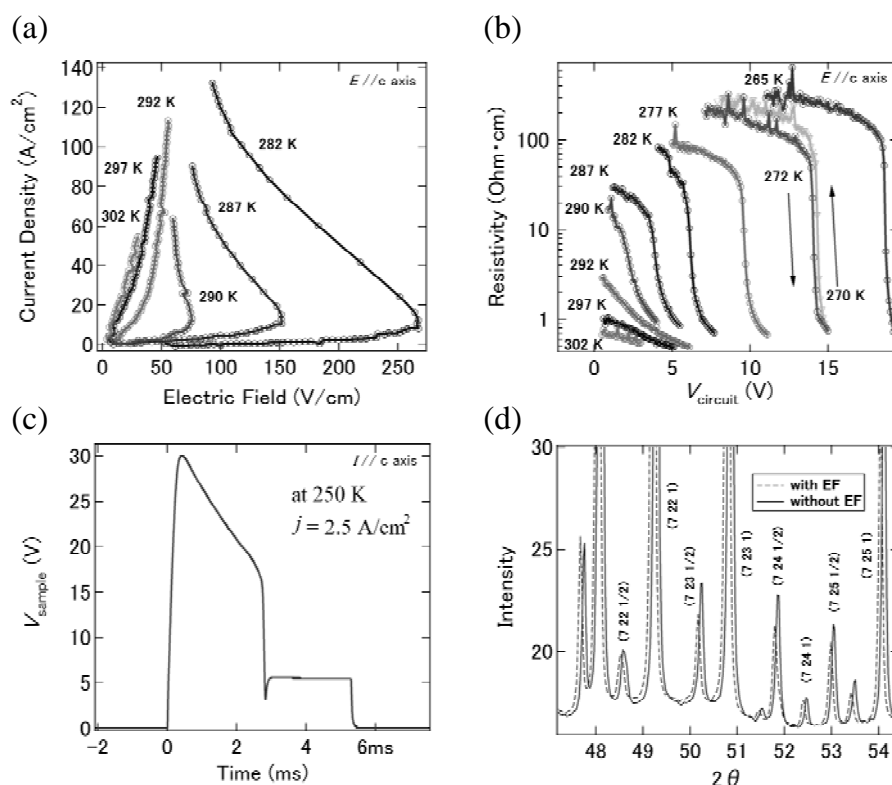 (a)
(b)
E//c axis
140
120
100
80
60
40
20
0
Current Density (A/cm²)
292 K
297 K
302 K
282 K
287 K
290 K
0
50
100
150
200
250
Electric Field (V/cm)
E//c axis
100
10
1
Resistivity (Ohm・cm)
265 K
277 K
282 K
287 K
290 K
292 K
297 K
302 K
272 K
270 K
0
5
10
15
V circuit (V)
(c)
(d)
I//c axis
at 250 K
j = 2.5 A/cm²
30
25
20
15
10
5
0
V sample (V)
-2
0
2
4
6ms
Time (ms)
30
25
20
Intensity
with EF
without EF
(7 22 1/2)
(7 22 1)
(7 23 1/2)
(7 23 1)
(7 24 1/2)
(7 24 1)
(7 25 1/2)
(7 25 1)
48
49
50
51
52
53
54
2θ